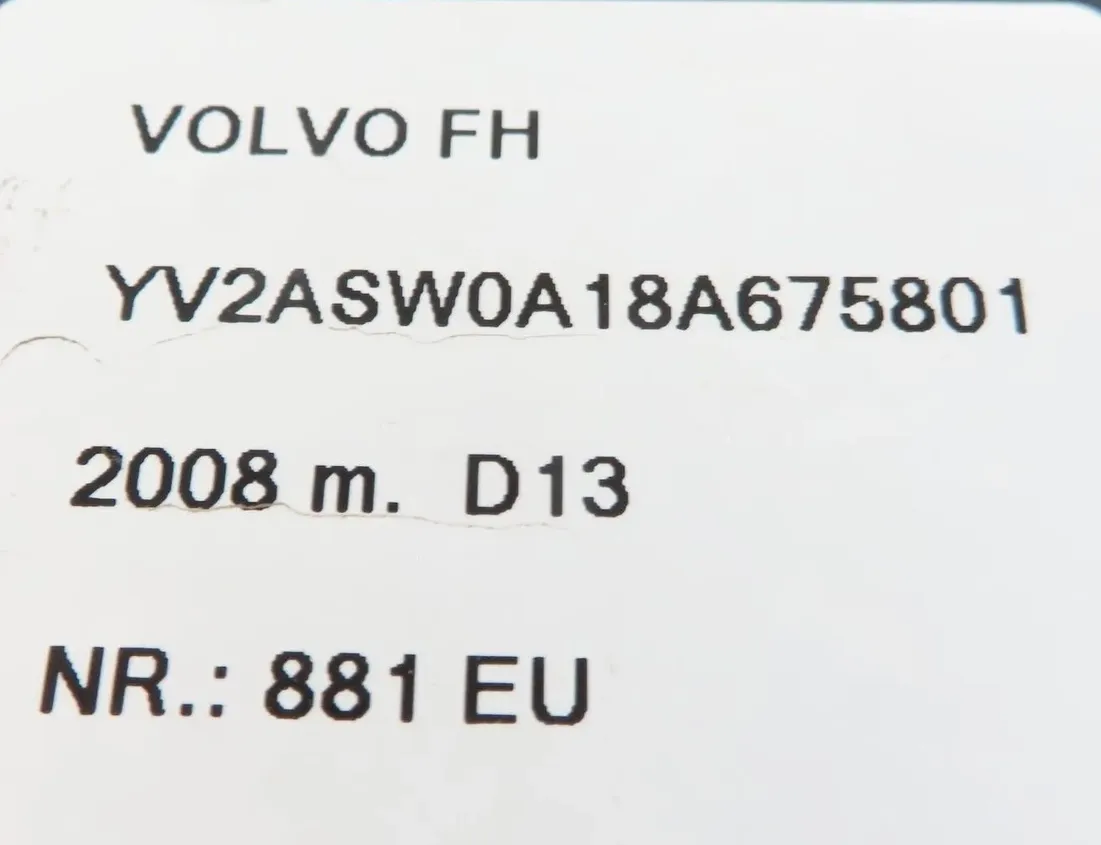 VOLVO FH
YV2ASW0A18A675801
2008 m. D13
NR.: 881 EU